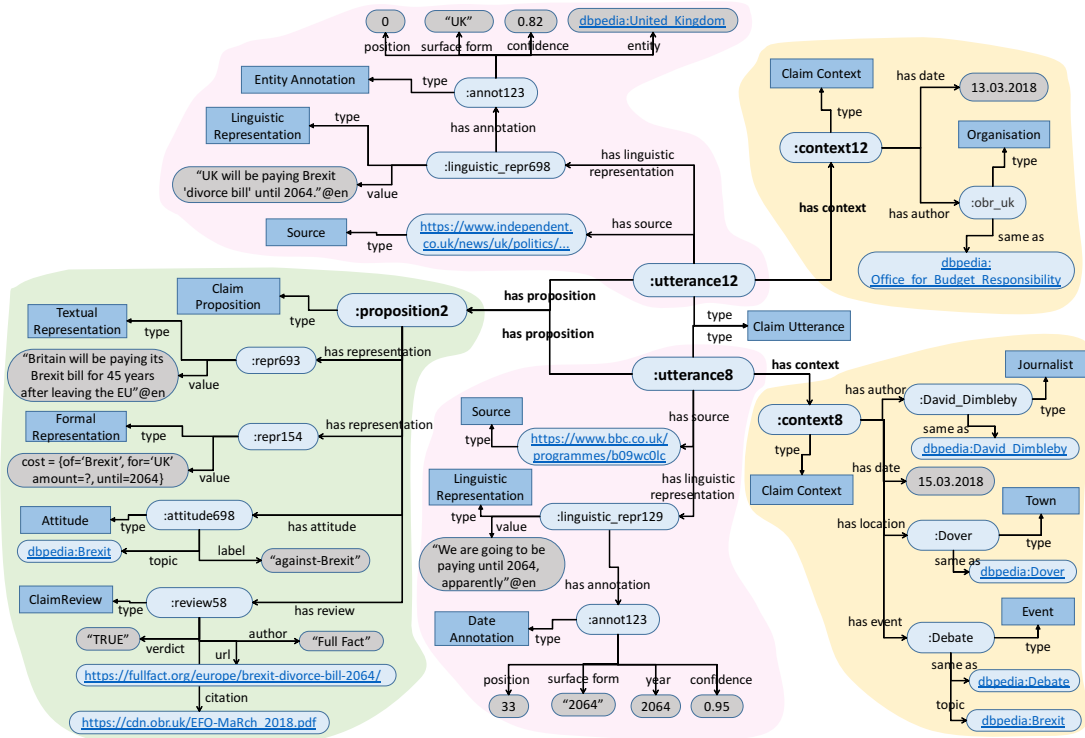 0
"UK"
0.82
dbpedia:United_Kingdom
position
surface form
confidence
entity
Entity Annotation
type
:annot123
Linguistic
Representation
type
has annotation
:linguistic_repr698
has linguistic
representation
"UK will be paying Brexit
'divorce bill' until 2064."@en
value
Source
type
https://www.independent.
co.uk/news/uk/politics/...
has source
:utterance12
has context
Claim Context
type
has date
13.03.2018
:context12
Organisation
type
has author
:obr_uk
same as
dbpedia:
Office_for_Budget_Responsibility
has proposition
has proposition
type
type
Claim Utterance
:utterance8
has context
Claim
Proposition
type
:proposition2
Textual
Representation
type
has representation
:repr693
"Britain will be paying its
Brexit bill for 45 years
after leaving the EU"@en
value
Formal
Representation
type
has representation
:repr154
cost = {of='Brexit', for='UK'
amount=?, until=2064}
value
Attitude
type
:attitude698
has attitude
dbpedia:Brexit
topic
label
"against-Brexit"
ClaimReview
type
:review58
has review
"TRUE"
verdict
author
"Full Fact"
url
https://fullfact.org/europe/brexit-divorce-bill-2064/
citation
https://cdn.obr.uk/EFO-MaRch_2018.pdf
Source
type
has source
https://www.bbc.co.uk/
programmes/b09wc0lc
Linguistic
Representation
type
has linguistic
representation
value
:linguistic_repr129
"We are going to be
paying until 2064,
apparently"@en
has annotation
Date
Annotation
type
:annot123
position
surface form
year
confidence
33
"2064"
2064
0.95
:context8
type
Claim Context
Journalist
has author
:David_Dimbleby
type
same as
dbpedia:David_Dimbleby
has date
15.03.2018
Town
has location
:Dover
type
same as
dbpedia:Dover
Event
has event
:Debate
type
same as
dbpedia:Debate
topic
dbpedia:Brexit